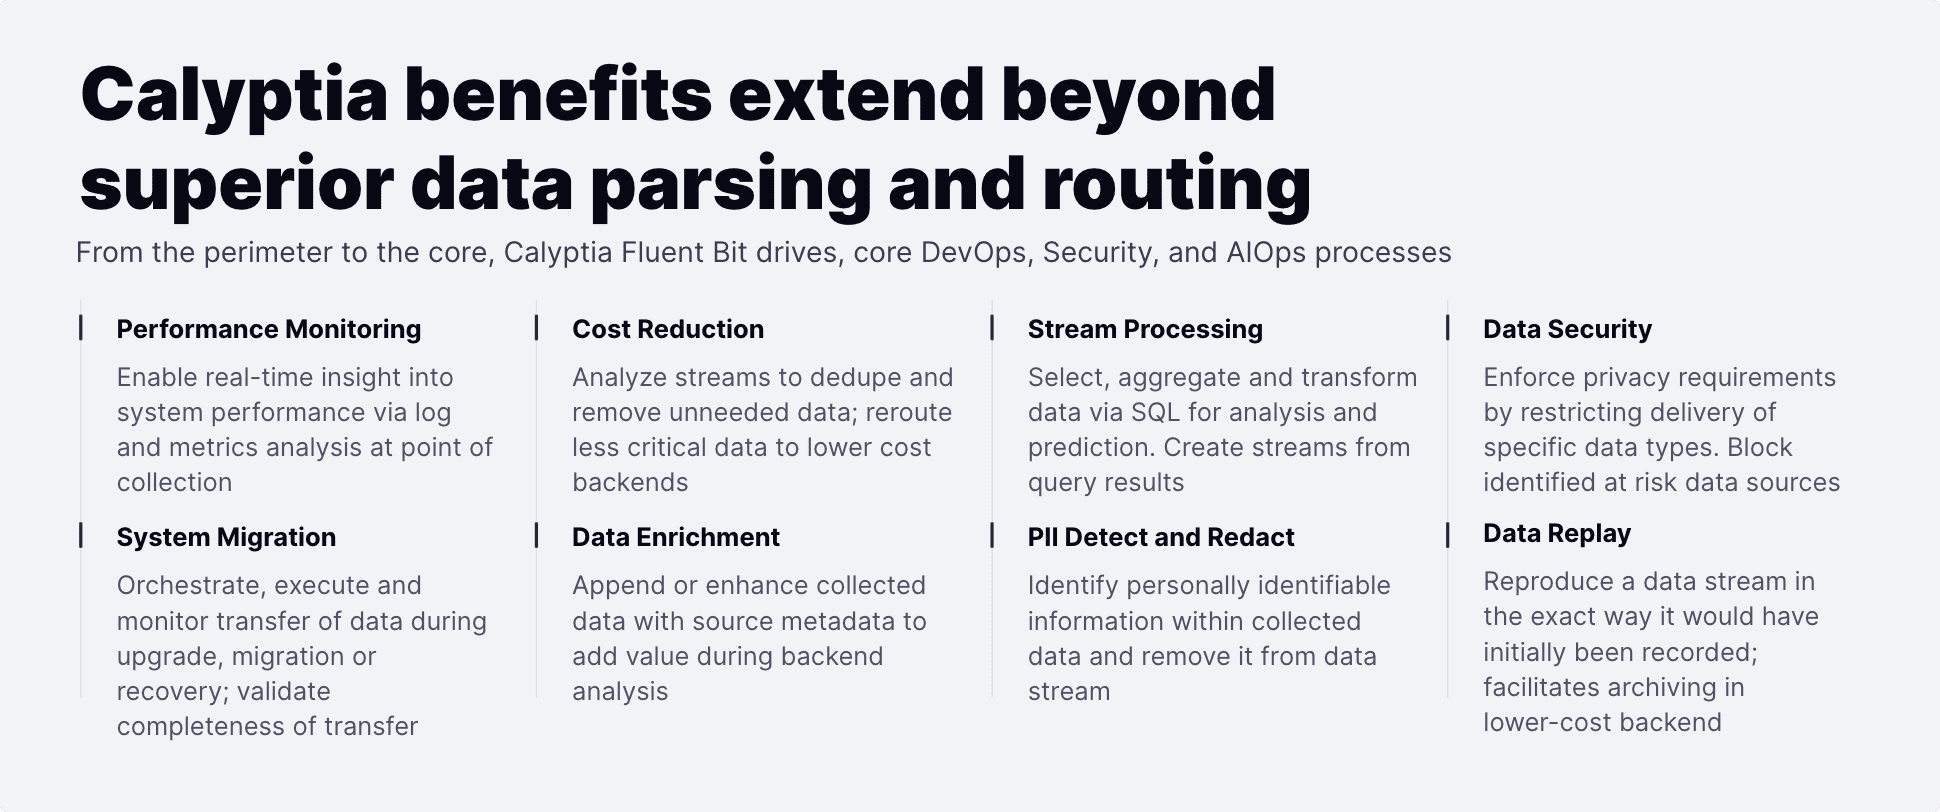 Calyptia benefits extend beyond
superior data parsing and routing
From the perimeter to the core, Calyptia Fluent Bit drives, core DevOps, Security, and AIOps processes
Performance Monitoring
Enable real-time insight into
system performance via log
and metrics analysis at point of
collection
Cost Reduction
Analyze streams to dedupe and
remove unneeded data; reroute
less critical data to lower cost
backends
Stream Processing
Select, aggregate and transform
data via SQL for analysis and
prediction. Create streams from
query results
Data Security
Enforce privacy requirements
by restricting delivery of
specific data types. Block
identified at risk data sources
System Migration
Orchestrate, execute and
monitor transfer of data during
upgrade, migration or
recovery; validate
completeness of transfer
Data Enrichment
Append or enhance collected
data with source metadata to
add value during backend
analysis
PII Detect and Redact
Identify personally identifiable
information within collected
data and remove it from data
stream
Data Replay
Reproduce a data stream in
the exact way it would have
initially been recorded;
facilitates archiving in
lower-cost backend